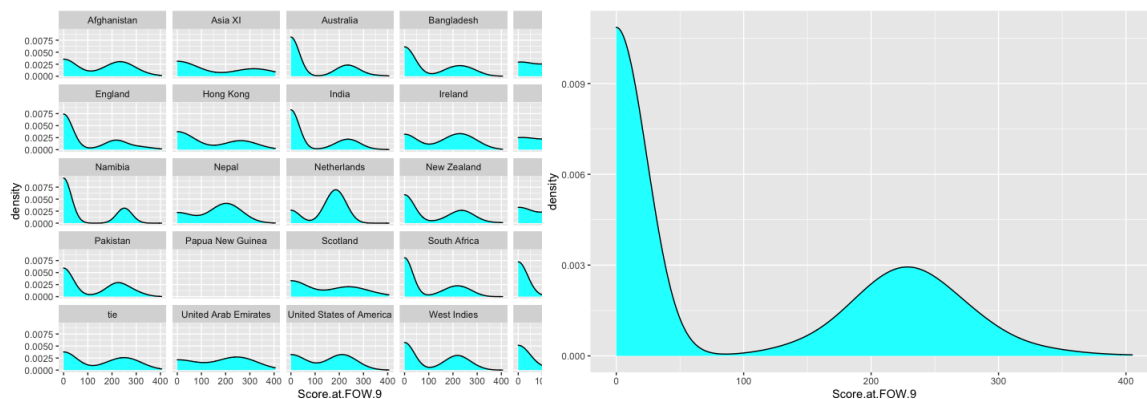 Afghanistan Asia XI Australia Bangladesh
0.0075
0.0050
0.0025
0.0000
England Hong Kong India Ireland
0.0075
0.0050
0.0025
0.0000
Namibia Nepal Netherlands New Zealand
0.0075
0.0050
0.0025
0.0000
Pakistan Papua New Guinea Scotland South Africa
0.0075
0.0050
0.0025
0.0000
tie United Arab Emirates United States of America West Indies
0.0075
0.0050
0.0025
0.0000
0 100 200 300 400 0 100 200 300 400 0 100 200 300 400 0 100 200 300 400 0 10
Score.at.FOW.9
density
0.009
0.006
0.003
0.000
0 100 200 300 400
Score.at.FOW.9
density